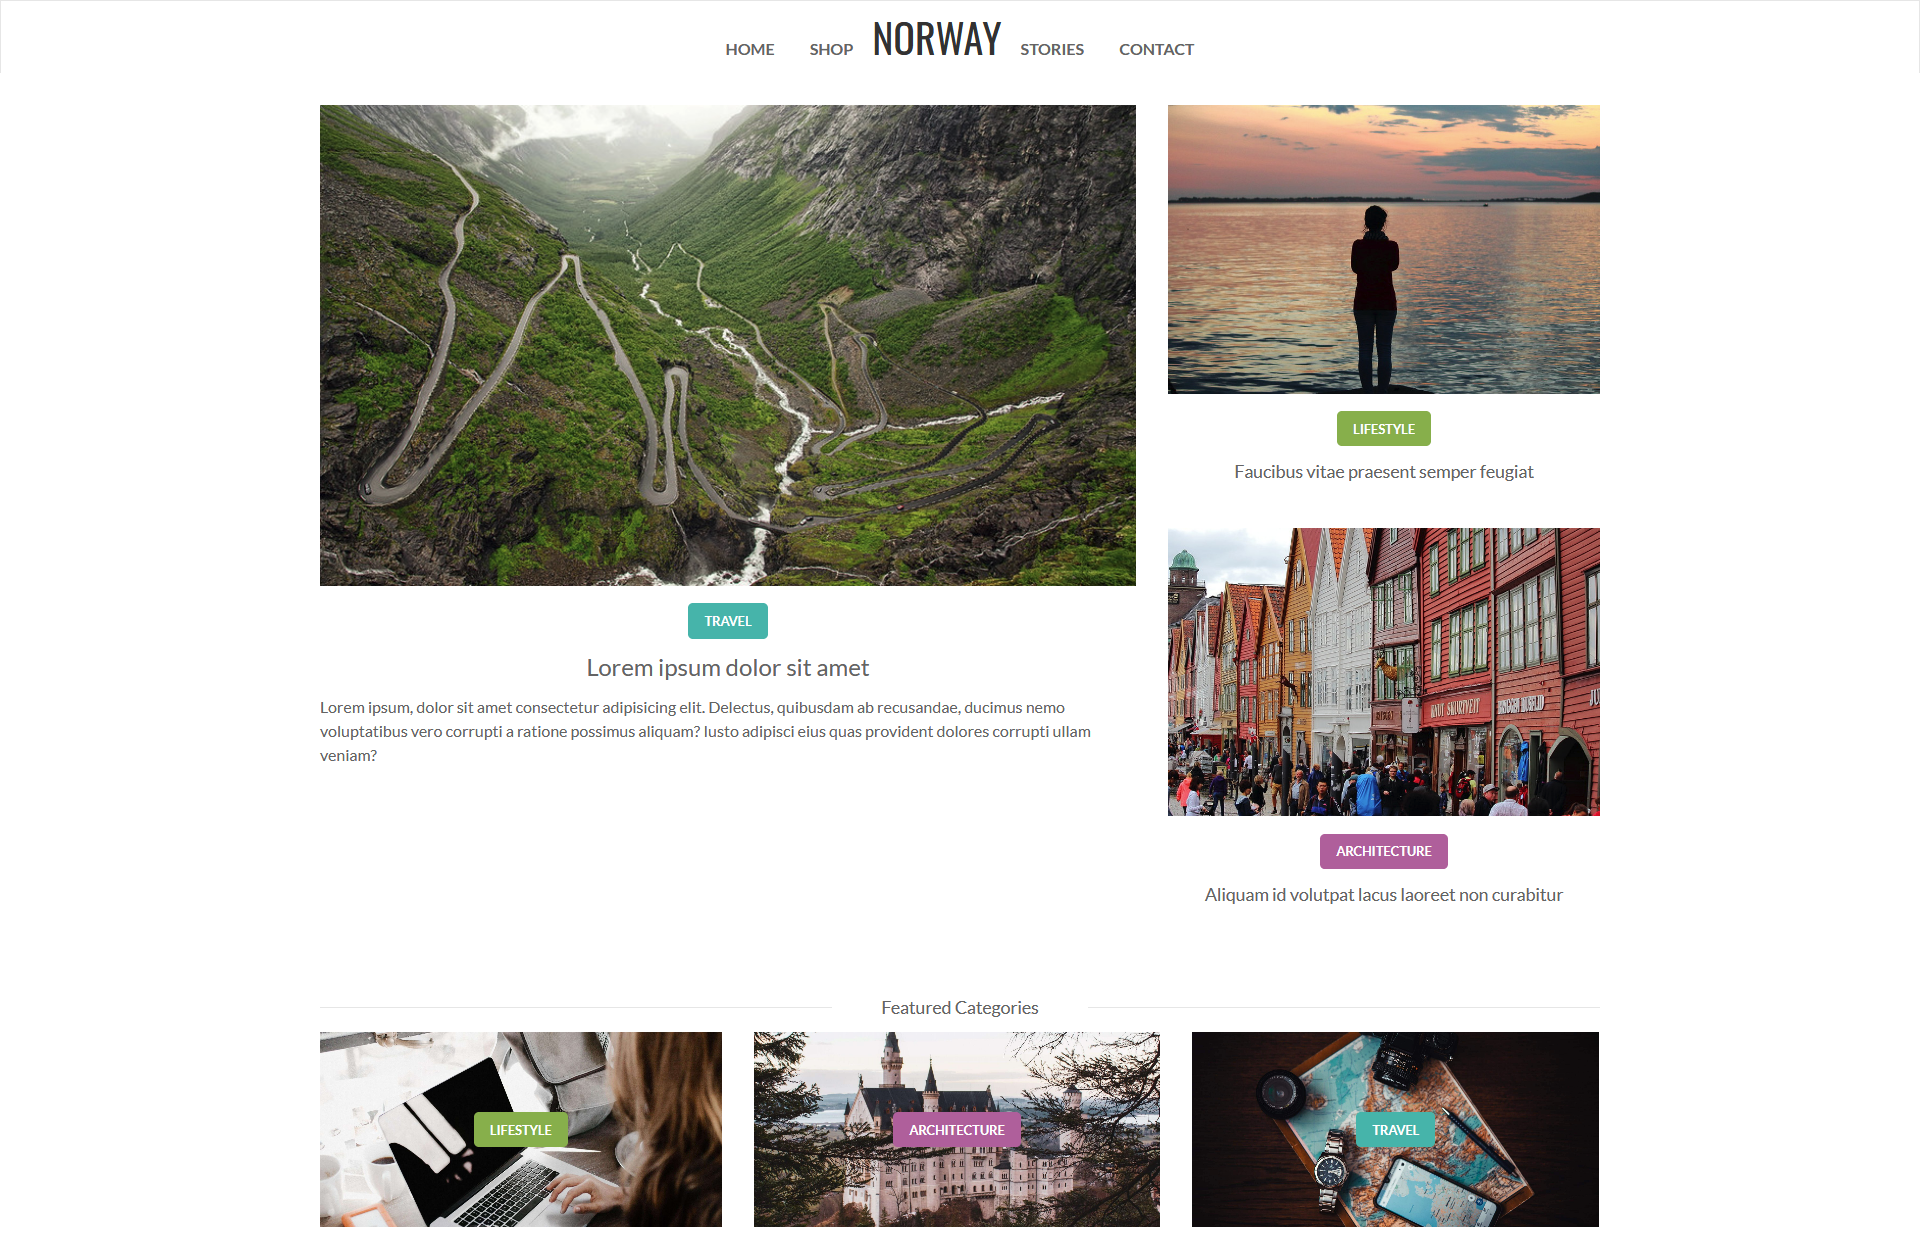 HOME SHOP NORWAY STORIES CONTACT
TRAVEL
Lorem ipsum dolor sit amet
Lorem ipsum, dolor sit amet consectetur adipisicing elit. Delectus, quibusdam ab recusandae, ducimus nemo
voluptatibus vero corrupti a ratione possimus aliquam? Iusto adipisci eius quas provident dolores corrupti ullam
veniam?
LIFESTYLE
Faucibus vitae praesent semper feugiat
KNUT SKURTVEIT
ARCHITECTURE
Aliquam id volutpat lacus laoreet non curabitur
Featured Categories
LIFESTYLE
ARCHITECTURE
TRAVEL